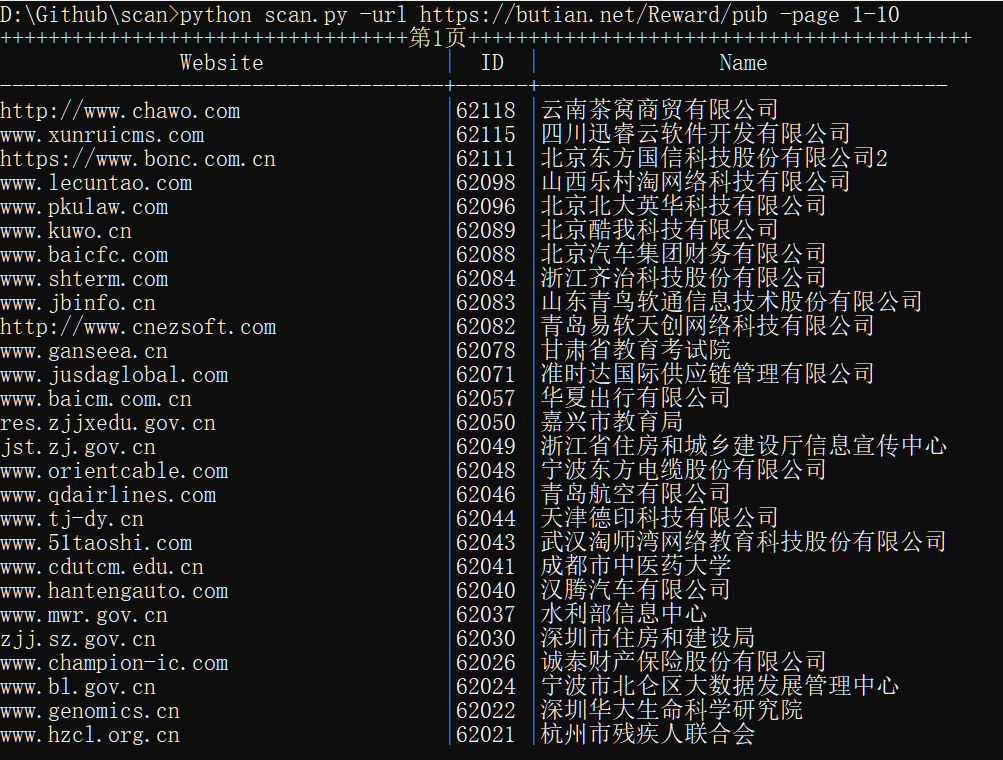 D:\Github\scan>python scan.py -url https://butian.net/Reward/pub -page 1-10
++++++++++++++++++++++++++++++++++第1页++++++++++++++++++++++++++++++++++++++++++
Website | ID | Name
-------------------------------------+------+----------------------------------
http://www.chawo.com |62118 |云南茶窝商贸有限公司
www.xunruicms.com |62115 |四川迅睿云软件开发有限公司
https://www.bonc.com.cn |62111 |北京东方国信科技股份有限公司2
www.lecuntao.com |62098 |山西乐村淘网络科技有限公司
www.pkulaw.com |62096 |北京北大英华科技有限公司
www.kuwo.cn |62089 |北京酷我科技有限公司
www.baicfc.com |62088 |北京汽车集团财务有限公司
www.shterm.com |62084 |浙江齐治科技股份有限公司
www.jbinfo.cn |62083 |山东青鸟软通信息技术股份有限公司
http://www.cnezsoft.com |62082 |青岛易软天创网络科技有限公司
www.ganseea.cn |62078 |甘肃省教育考试院
www.jusdaglobal.com |62071 |准时达国际供应链管理有限公司
www.baicm.com.cn |62057 |华夏出行有限公司
res.zjjxedu.gov.cn |62050 |嘉兴市教育局
jst.zj.gov.cn |62049 |浙江省住房和城乡建设厅信息宣传中心
www.orientcable.com |62048 |宁波东方电缆股份有限公司
www.qdairlines.com |62046 |青岛航空有限公司
www.tj-dy.cn |62044 |天津德印科技有限公司
www.51taoshi.com |62043 |武汉淘师湾网络教育科技股份有限公司
www.cdutcm.edu.cn |62041 |成都市中医药大学
www.hantengauto.com |62040 |汉腾汽车有限公司
www.mwr.gov.cn |62037 |水利部信息中心
zjj.sz.gov.cn |62030 |深圳市住房和建设局
www.champion-ic.com |62026 |诚泰财产保险股份有限公司
www.bl.gov.cn |62024 |宁波市北仑区大数据发展管理中心
www.genomics.cn |62022 |深圳华大生命科学研究院
www.hzcl.org.cn |62021 |杭州市残疾人联合会